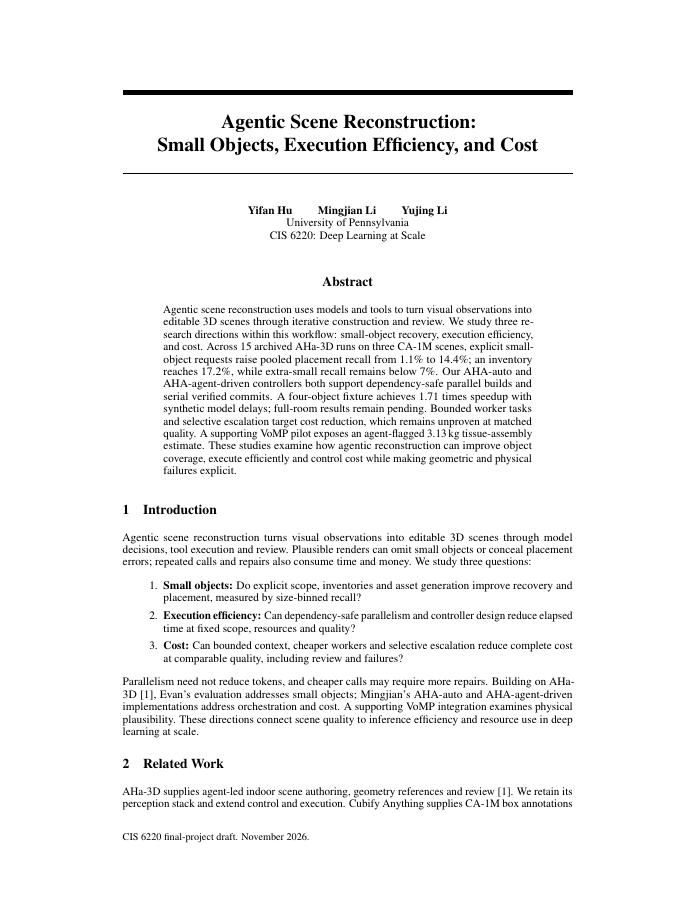 Agentic Scene Reconstruction:
Small Objects, Execution Efficiency, and Cost
Yifan Hu Mingjian Li Yujing Li
University of Pennsylvania
CIS 6220: Deep Learning at Scale
Abstract
Agentic scene reconstruction uses models and tools to turn visual observations into
editable 3D scenes through iterative construction and review. We study three re-
search directions within this workflow: small-object recovery, execution efficiency,
and cost. Across 15 archived AHa-3D runs on three CA-1M scenes, explicit small-
object requests raise pooled placement recall from 1.1% to 14.4%; an inventory
reaches 17.2%, while extra-small recall remains below 7%. Our AHA-auto and
AHA-agent-driven controllers both support dependency-safe parallel builds and
serial verified commits. A four-object fixture achieves 1.71 times speedup with
synthetic model delays; full-room results remain pending. Bounded worker tasks
and selective escalation target cost reduction, which remains unproven at matched
quality. A supporting VoMP pilot exposes an agent-flagged 3.13 kg tissue-assembly
estimate. These studies examine how agentic reconstruction can improve object
coverage, execute efficiently and control cost while making geometric and physical
failures explicit.
1 Introduction
Agentic scene reconstruction turns visual observations into editable 3D scenes through model
decisions, tool execution and review. Plausible renders can omit small objects or conceal placement
errors; repeated calls and repairs also consume time and money. We study three questions:
1. Small objects: Do explicit scope, inventories and asset generation improve recovery and
placement, measured by size-binned recall?
2. Execution efficiency: Can dependency-safe parallelism and controller design reduce elapsed
time at fixed scope, resources and quality?
3. Cost: Can bounded context, cheaper workers and selective escalation reduce complete cost
at comparable quality, including review and failures?
Parallelism need not reduce tokens, and cheaper calls may require more repairs. Building on AHa-
3D [1], Evan's evaluation addresses small objects; Mingjian's AHA-auto and AHA-agent-driven
implementations address orchestration and cost. A supporting VoMP integration examines physical
plausibility. These directions connect scene quality to inference efficiency and resource use in deep
learning at scale.
2 Related Work
AHa-3D supplies agent-led indoor scene authoring, geometry references and review [1]. We retain its
perception stack and extend control and execution. Cubify Anything supplies CA-1M box annotations
CIS 6220 final-project draft. November 2026.